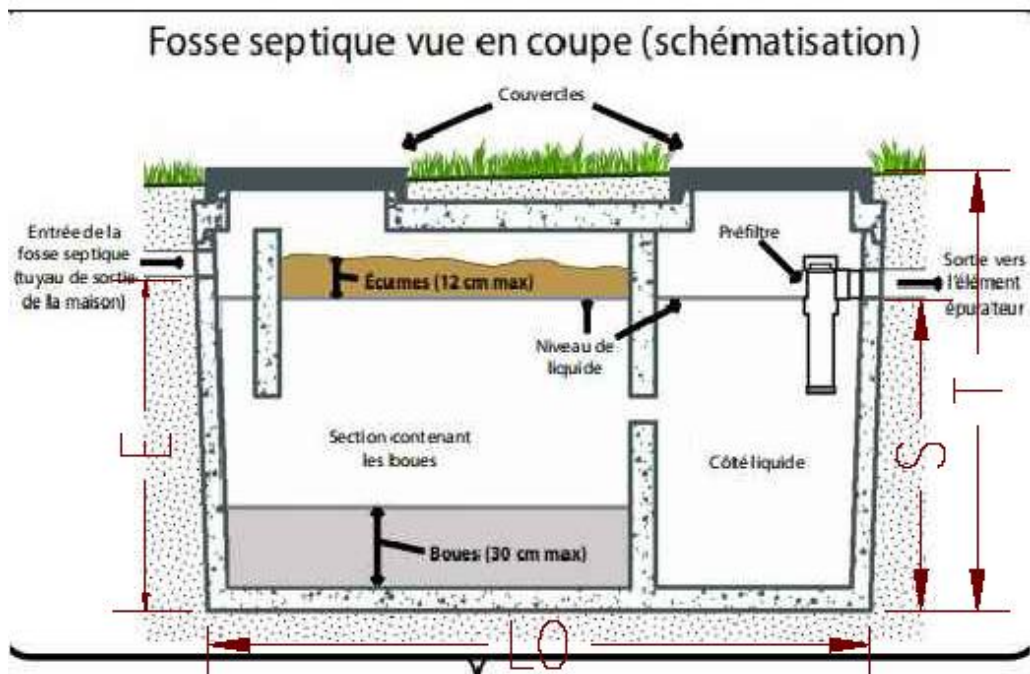 Fosse septique vue en coupe (schématisation)
Couvercles
Entrée de la
fosse septique
(tuyau de sortie
de la maison)
Préfiltre
Sortie vers
l'élément
épurateur
Écumes (12 cm max)
Niveau de
liquide
Section contenant
les boues
Côté liquide
Boues (30 cm max)
E
S
T
LO